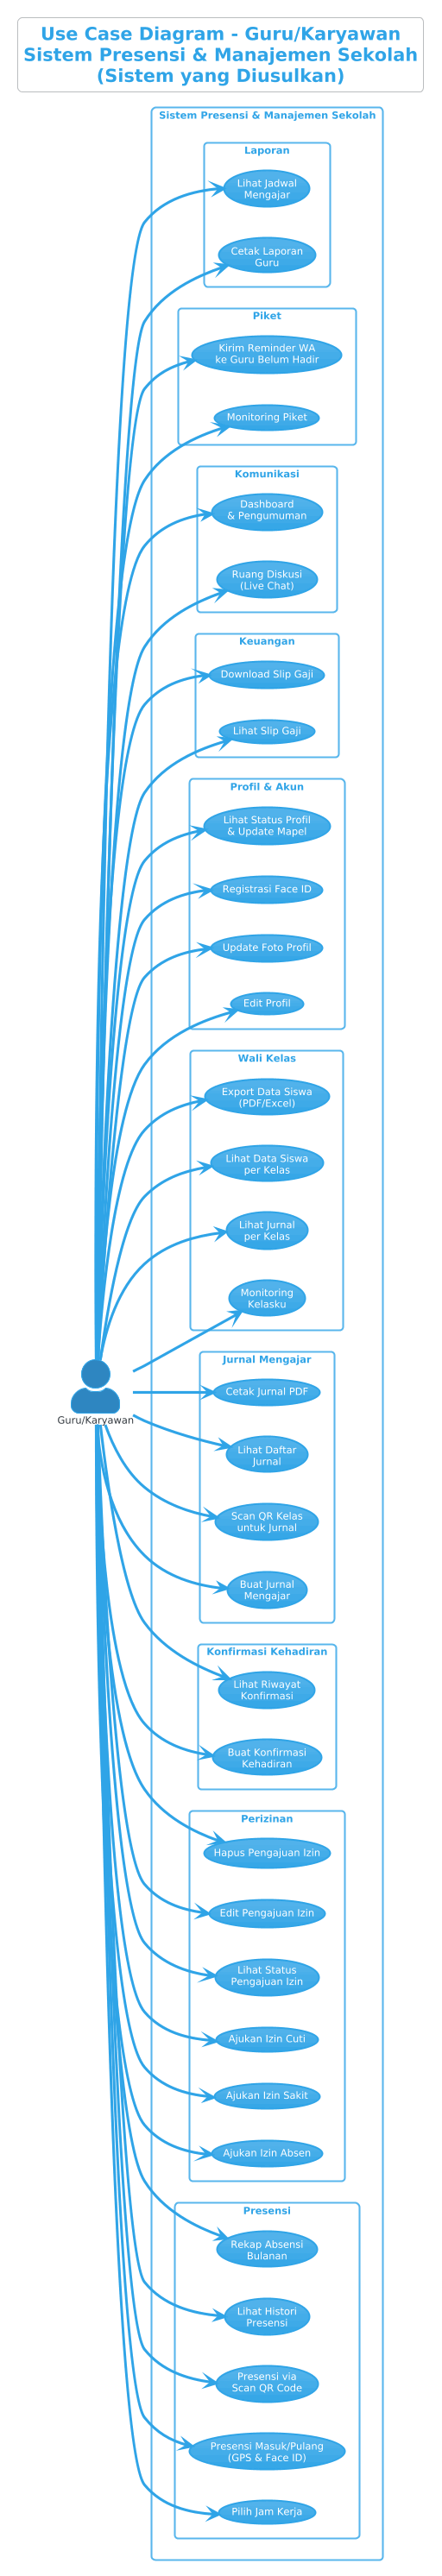 Use Case Diagram - Guru/Karyawan
Sistem Presensi & Manajemen Sekolah
(Sistem yang Diusulkan)
Sistem Presensi & Manajemen Sekolah
Laporan
Lihat Jadwal
Mengajar
Cetak Laporan
Guru
Piket
Kirim Reminder WA
ke Guru Belum Hadir
Monitoring Piket
Komunikasi
Dashboard
& Pengumuman
Ruang Diskusi
(Live Chat)
Keuangan
Download Slip Gaji
Lihat Slip Gaji
Profil & Akun
Lihat Status Profil
& Update Mapel
Registrasi Face ID
Update Foto Profil
Edit Profil
Wali Kelas
Export Data Siswa
(PDF/Excel)
Lihat Data Siswa
per Kelas
Lihat Jurnal
per Kelas
Monitoring
Kelasku
Guru/Karyawan
Jurnal Mengajar
Cetak Jurnal PDF
Lihat Daftar
Jurnal
Scan QR Kelas
untuk Jurnal
Buat Jurnal
Mengajar
Konfirmasi Kehadiran
Lihat Riwayat
Konfirmasi
Buat Konfirmasi
Kehadiran
Perizinan
Hapus Pengajuan Izin
Edit Pengajuan Izin
Lihat Status
Pengajuan Izin
Ajukan Izin Cuti
Ajukan Izin Sakit
Ajukan Izin Absen
Presensi
Rekap Absensi
Bulanan
Lihat Histori
Presensi
Presensi via
Scan QR Code
Presensi Masuk/Pulang
(GPS & Face ID)
Pilih Jam Kerja